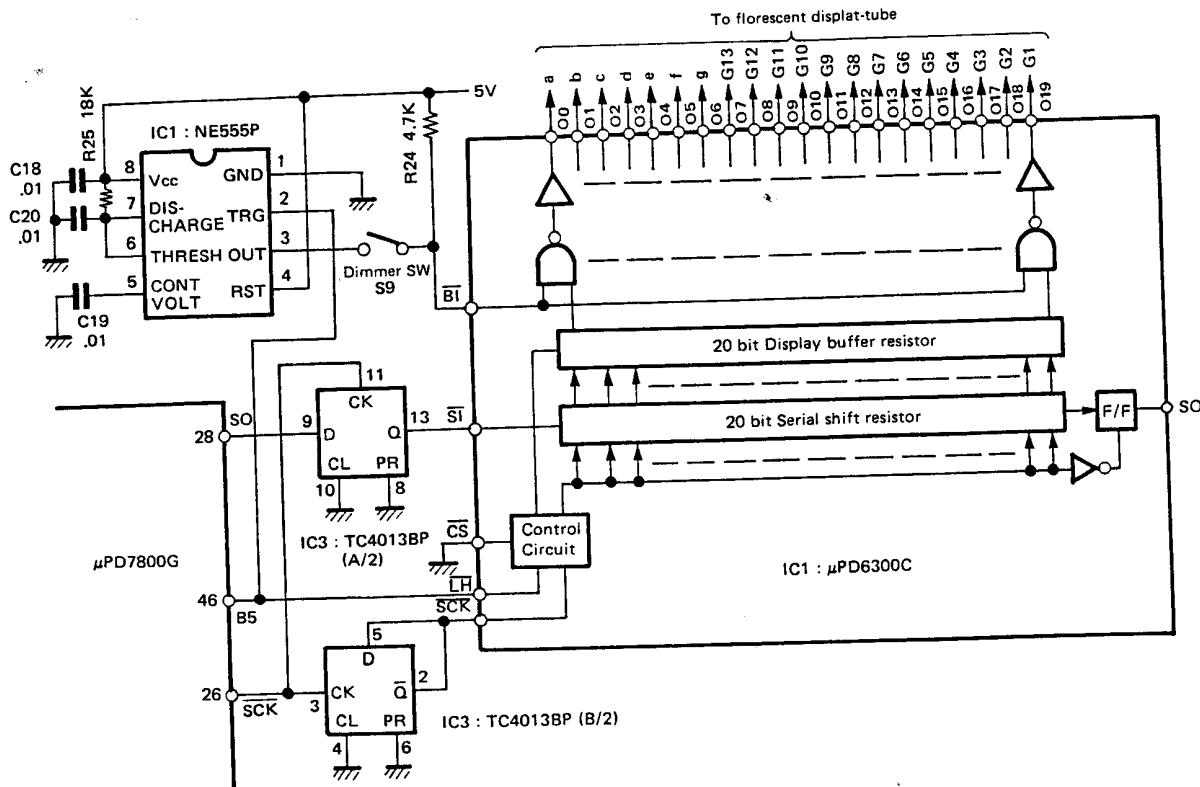 To florescent displat-tube
a b c d e f g G13 G12 G11 G10 G9 G8 G7 G6 G5 G4 G3 G2 G1
O0 O1 O2 O3 O4 O5 O6 O7 O8 O9 O10 O11 O12 O13 O14 O15 O16 O17 O18 O19
5V
R25 18K
R24 4.7K
IC1 : NE555P
C18
.01
C20
.01
C19
.01
8 Vcc
GND 1
7 DIS-
CHARGE
TRG 2
6 THRESH
OUT 3
5 CONT
VOLT
RST 4
Dimmer SW
S9
B̅I̅
20 bit Display buffer resistor
20 bit Serial shift resistor
F/F
SO
S̅I̅
11
CK
9 D
Q 13
CL PR
10 8
IC3 : TC4013BP
(A/2)
28 SO
μPD7800G
46 B5
26 S̅C̅K̅
C̅S̅
Control
Circuit
L̅H̅
S̅C̅K̅
IC1 : μPD6300C
5
D
3 CK
Q̅ 2
CL PR
4 6
IC3 : TC4013BP (B/2)